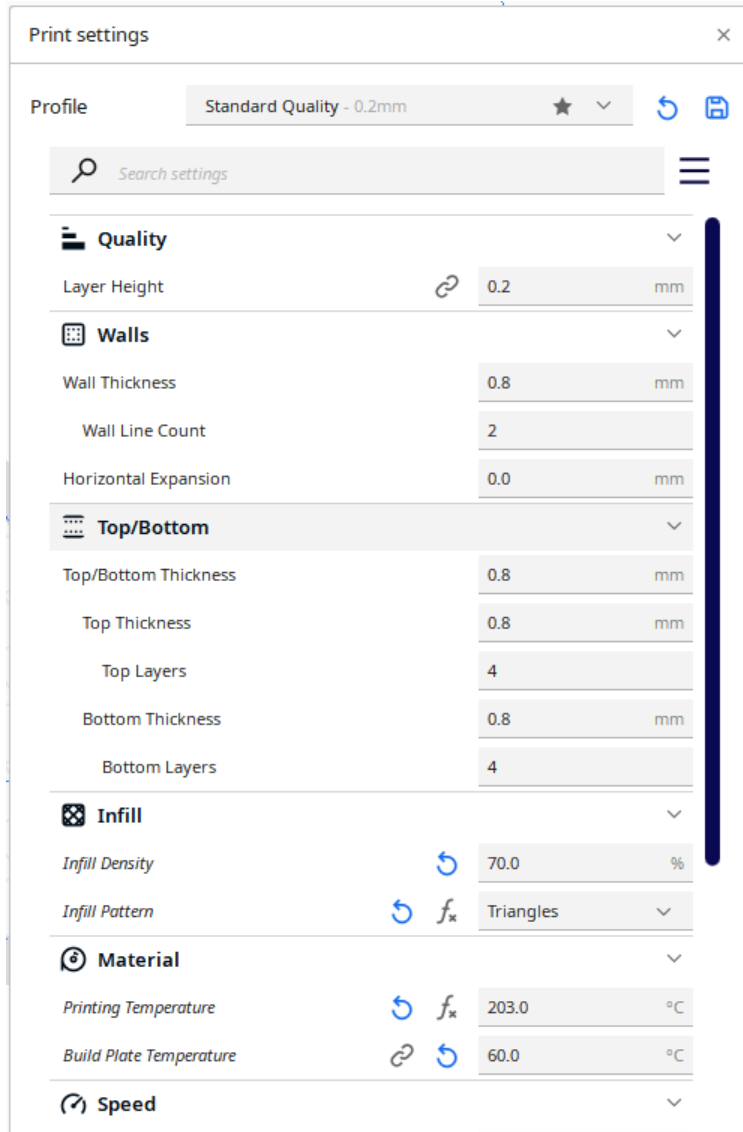 Print settings
Profile Standard Quality - 0.2mm
Search settings
Quality
Layer Height 0.2 mm
Walls
Wall Thickness 0.8 mm
Wall Line Count 2
Horizontal Expansion 0.0 mm
Top/Bottom
Top/Bottom Thickness 0.8 mm
Top Thickness 0.8 mm
Top Layers 4
Bottom Thickness 0.8 mm
Bottom Layers 4
Infill
Infill Density 70.0 %
Infill Pattern fx Triangles
Material
Printing Temperature fx 203.0 °C
Build Plate Temperature 60.0 °C
Speed